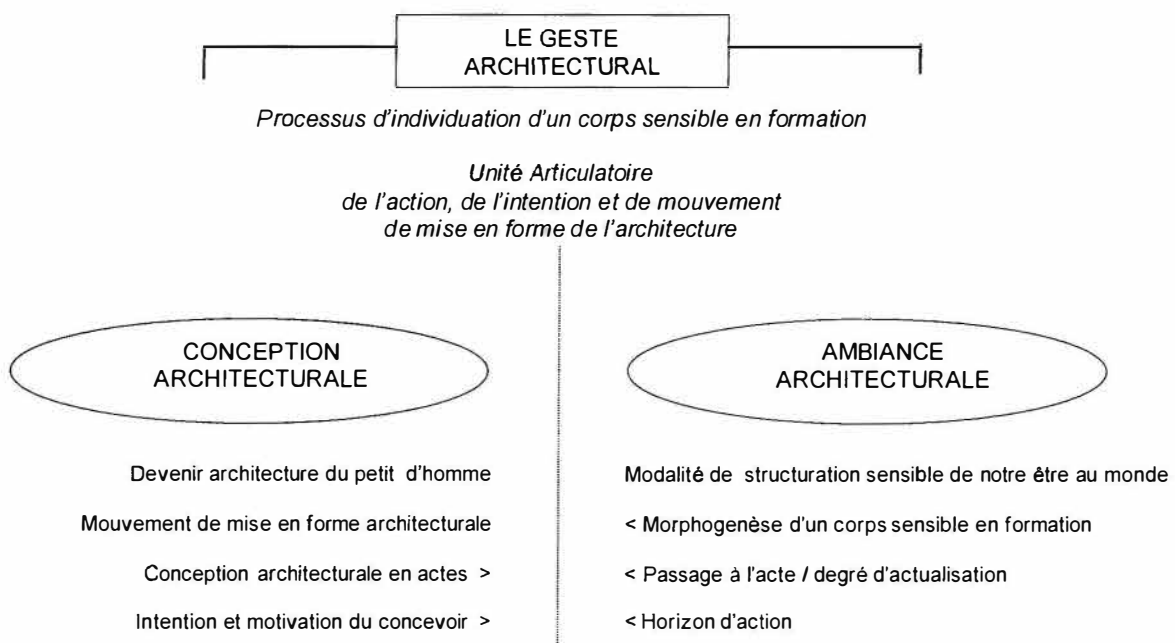 LE GESTE
ARCHITECTURAL
Processus d'individuation d'un corps sensible en formation
Unité Articulatoire
de l'action, de l'intention et de mouvement
de mise en forme de l'architecture
CONCEPTION
ARCHITECTURALE
Devenir architecture du petit d'homme
Mouvement de mise en forme architecturale
Conception architecturale en actes >
Intention et motivation du concevoir >
AMBIANCE
ARCHITECTURALE
Modalité de structuration sensible de notre être au monde
< Morphogenèse d'un corps sensible en formation
< Passage à l'acte / degré d'actualisation
< Horizon d'action